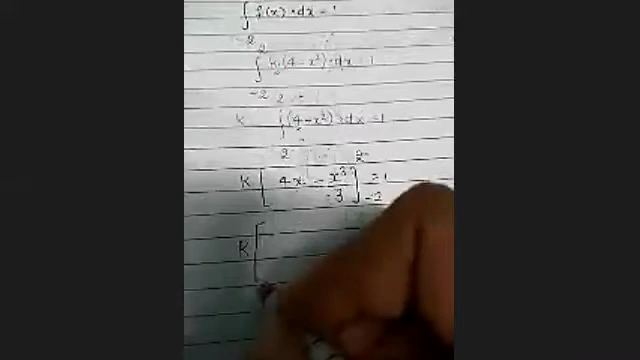 ∫ f(x) · dx = 1
-2
2
∫ k (4 - x²) · dx = 1
-2
2
K ∫ (4 - x²) · dx = 1
2
K [ 4x - x³/3 ]²₋₂ = 1
K [